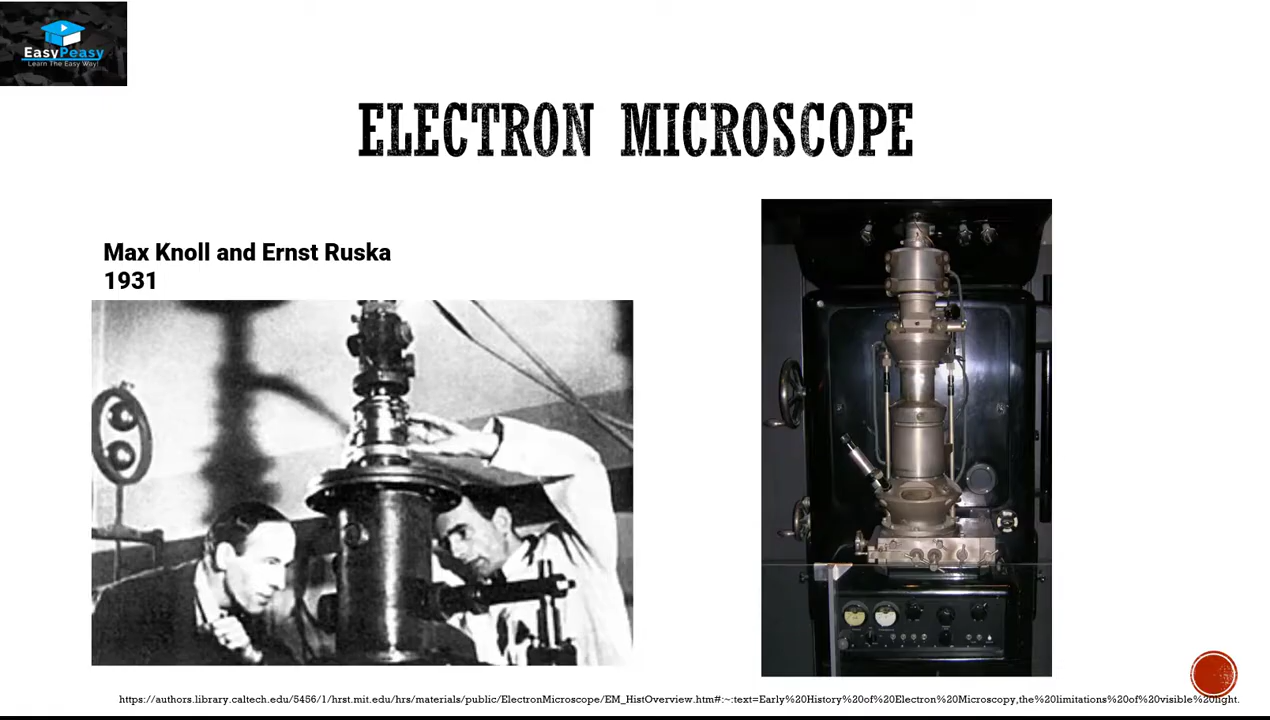 EasyPeasy
Learn The Easy Way!
ELECTRON MICROSCOPE
Max Knoll and Ernst Ruska
1931
https://authors.library.caltech.edu/5456/1/hrst.mit.edu/hrs/materials/public/ElectronMicroscope/EM_HistOverview.htm#:~:text=Early%20History%20of%20Electron%20Microscopy,the%20limitations%20of%20visible%20light.